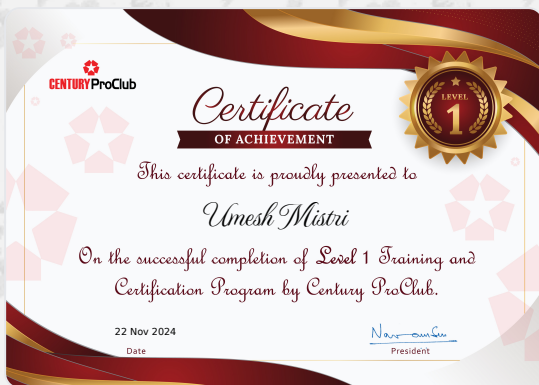 CENTURY ProClub
Certificate
OF ACHIEVEMENT
LEVEL
1
This certificate is proudly presented to
Umesh Mistri
On the successful completion of Level 1 Training and
Certification Program by Century ProClub.
22 Nov 2024
Date
President